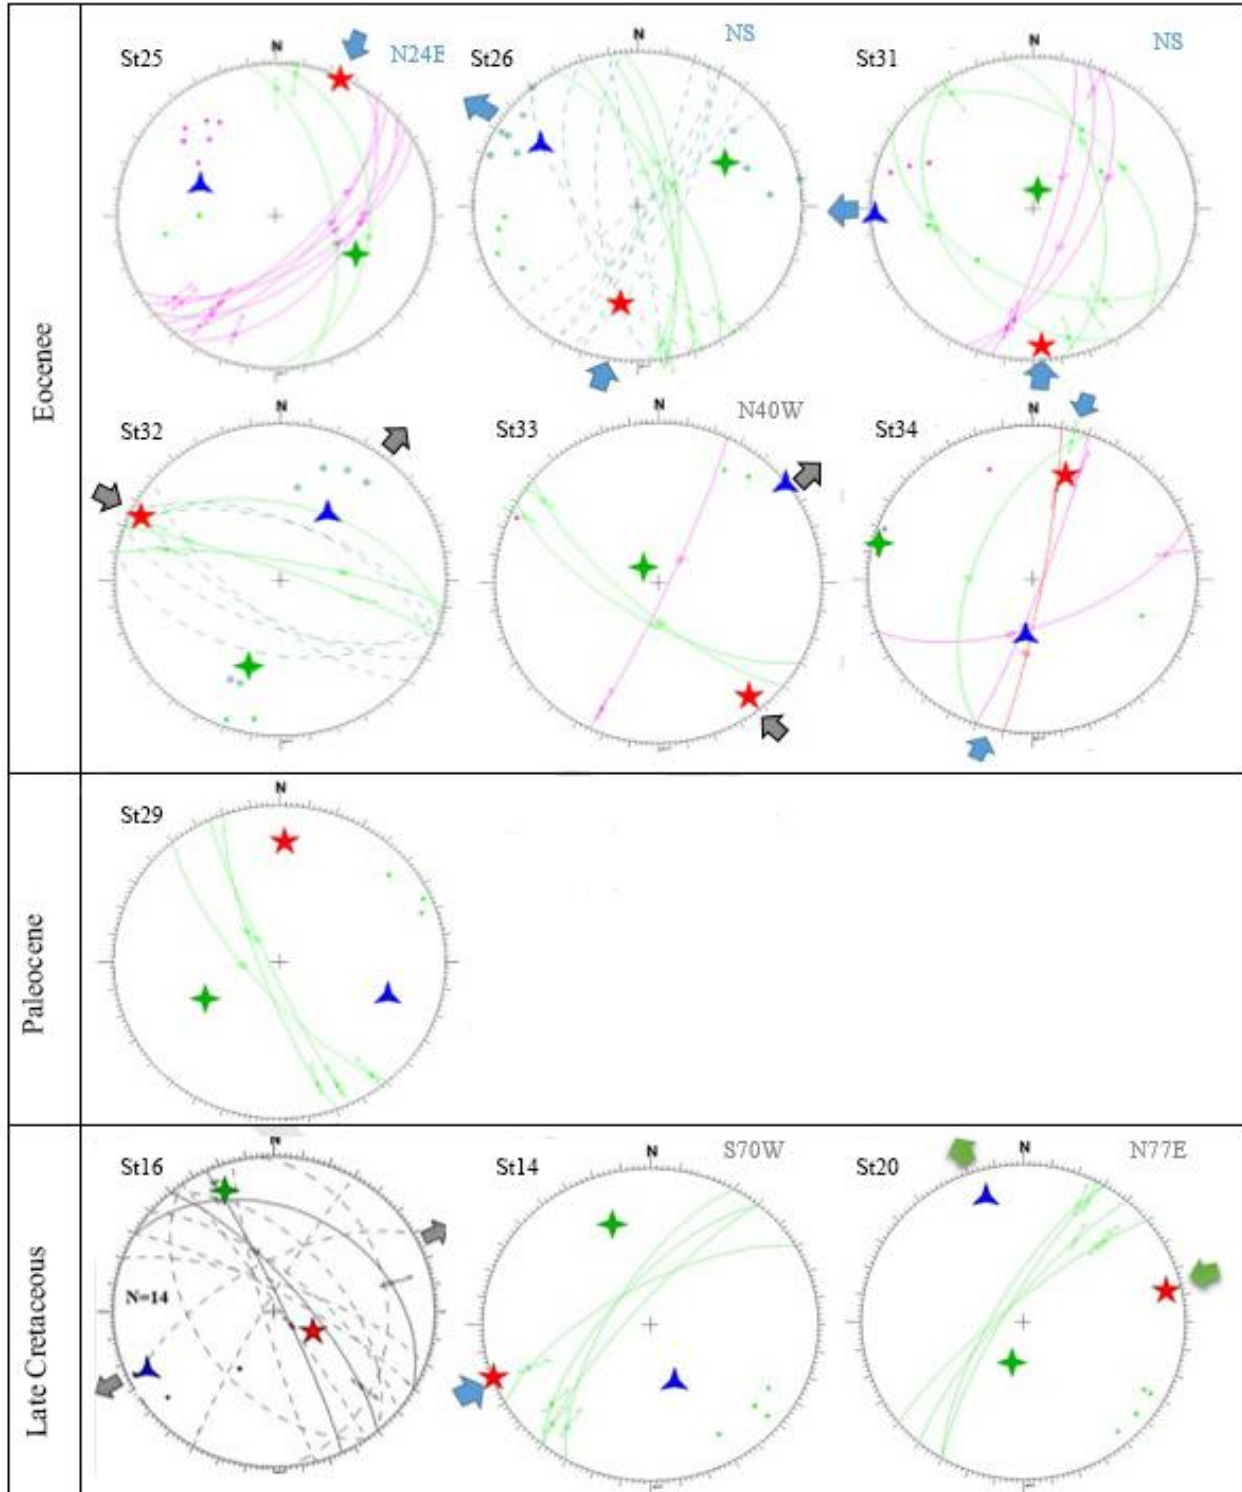 Eocenee
St25
N
N24E
St26
N
NS
St31
N
NS
St32
N
St33
N
N40W
St34
N
Paleocene
St29
N
Late Cretaceous
St16
N
N=14
St14
N
S70W
St20
N
N77E